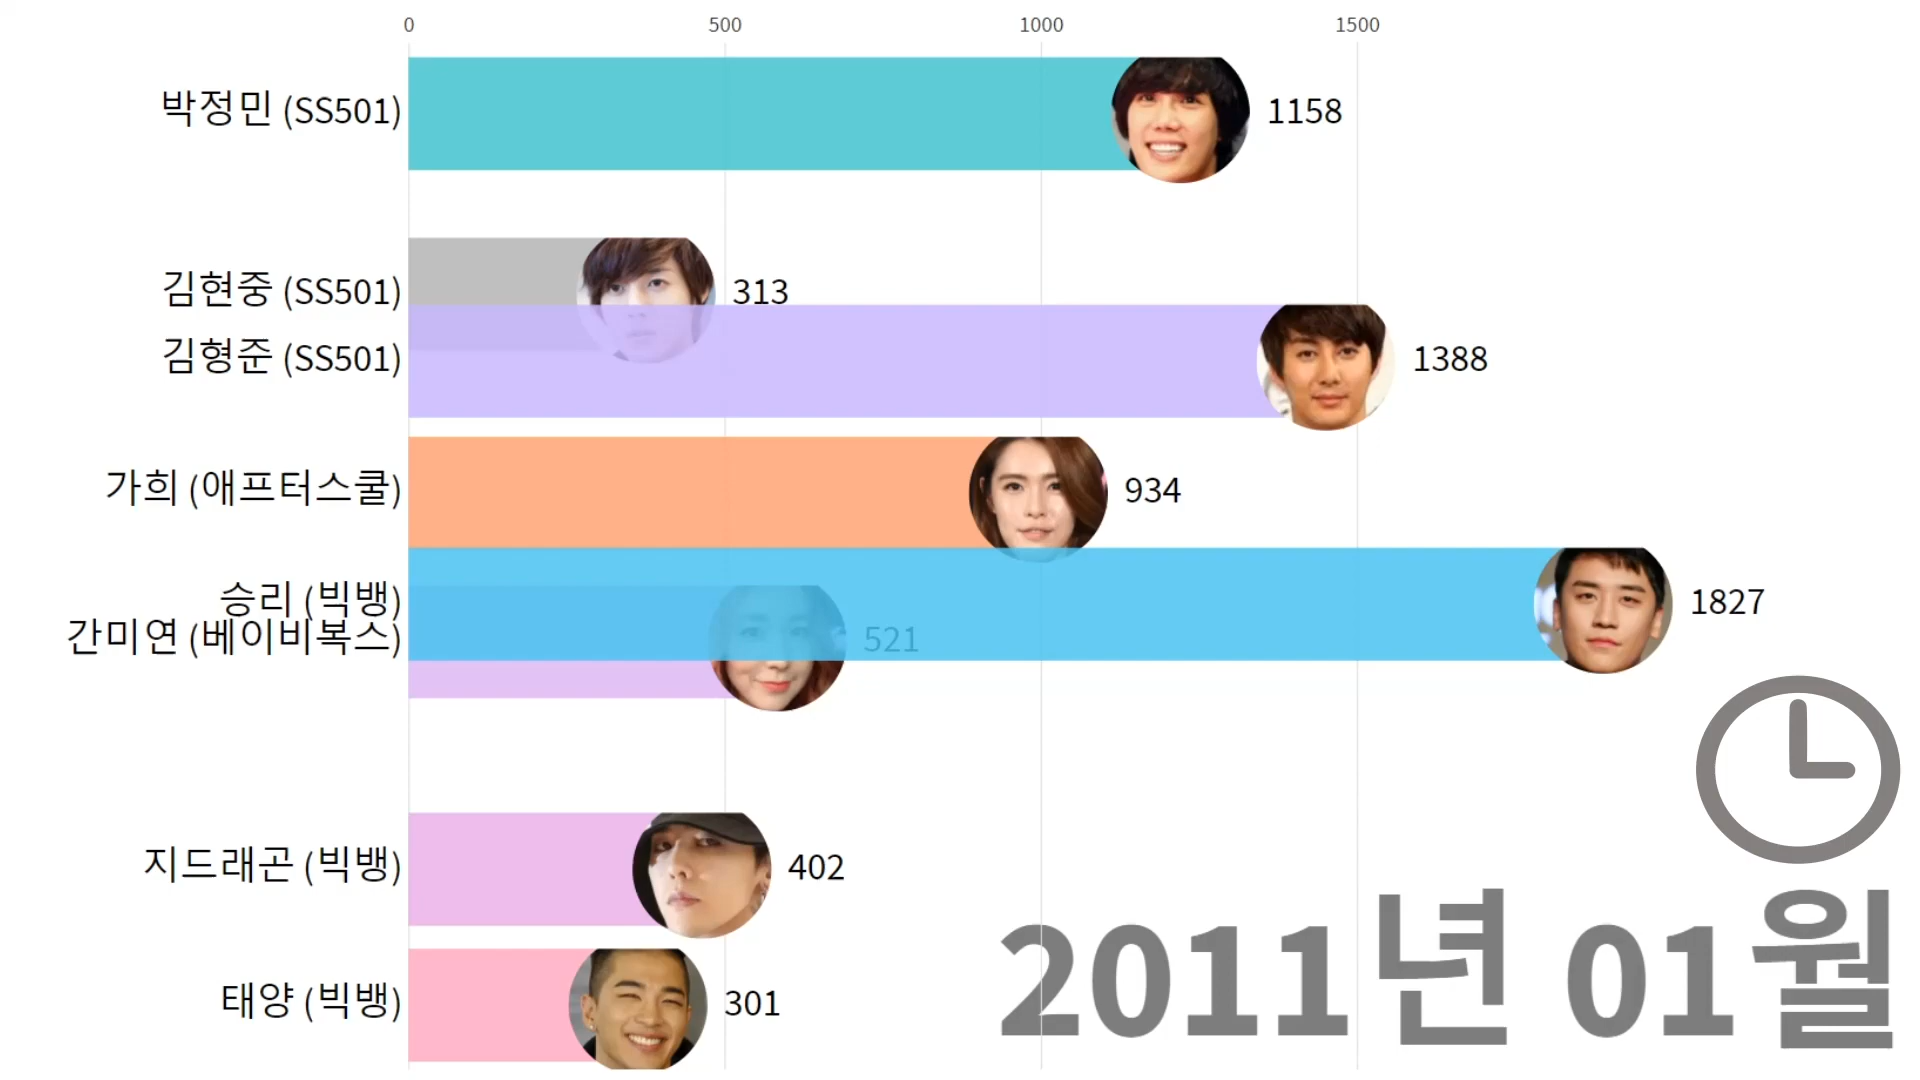 0 500 1000 1500
박정민 (SS501) 1158
김현중 (SS501) 313
김형준 (SS501) 1388
가희 (애프터스쿨) 934
승리 (빅뱅) 1827
간미연 (베이비복스) 521
지드래곤 (빅뱅) 402
태양 (빅뱅) 301
2011년 01월